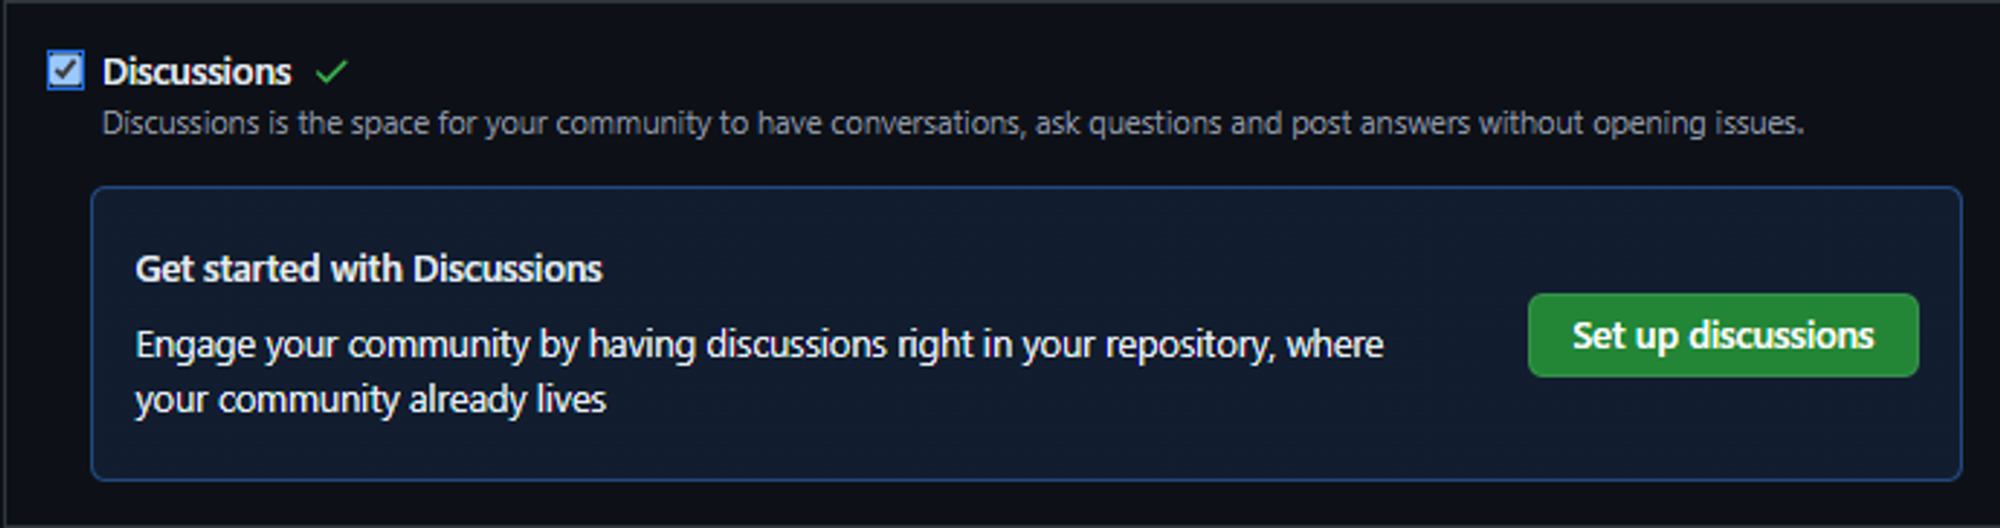 Discussions
Discussions is the space for your community to have conversations, ask questions and post answers without opening issues.
Get started with Discussions
Engage your community by having discussions right in your repository, where
your community already lives
Set up discussions